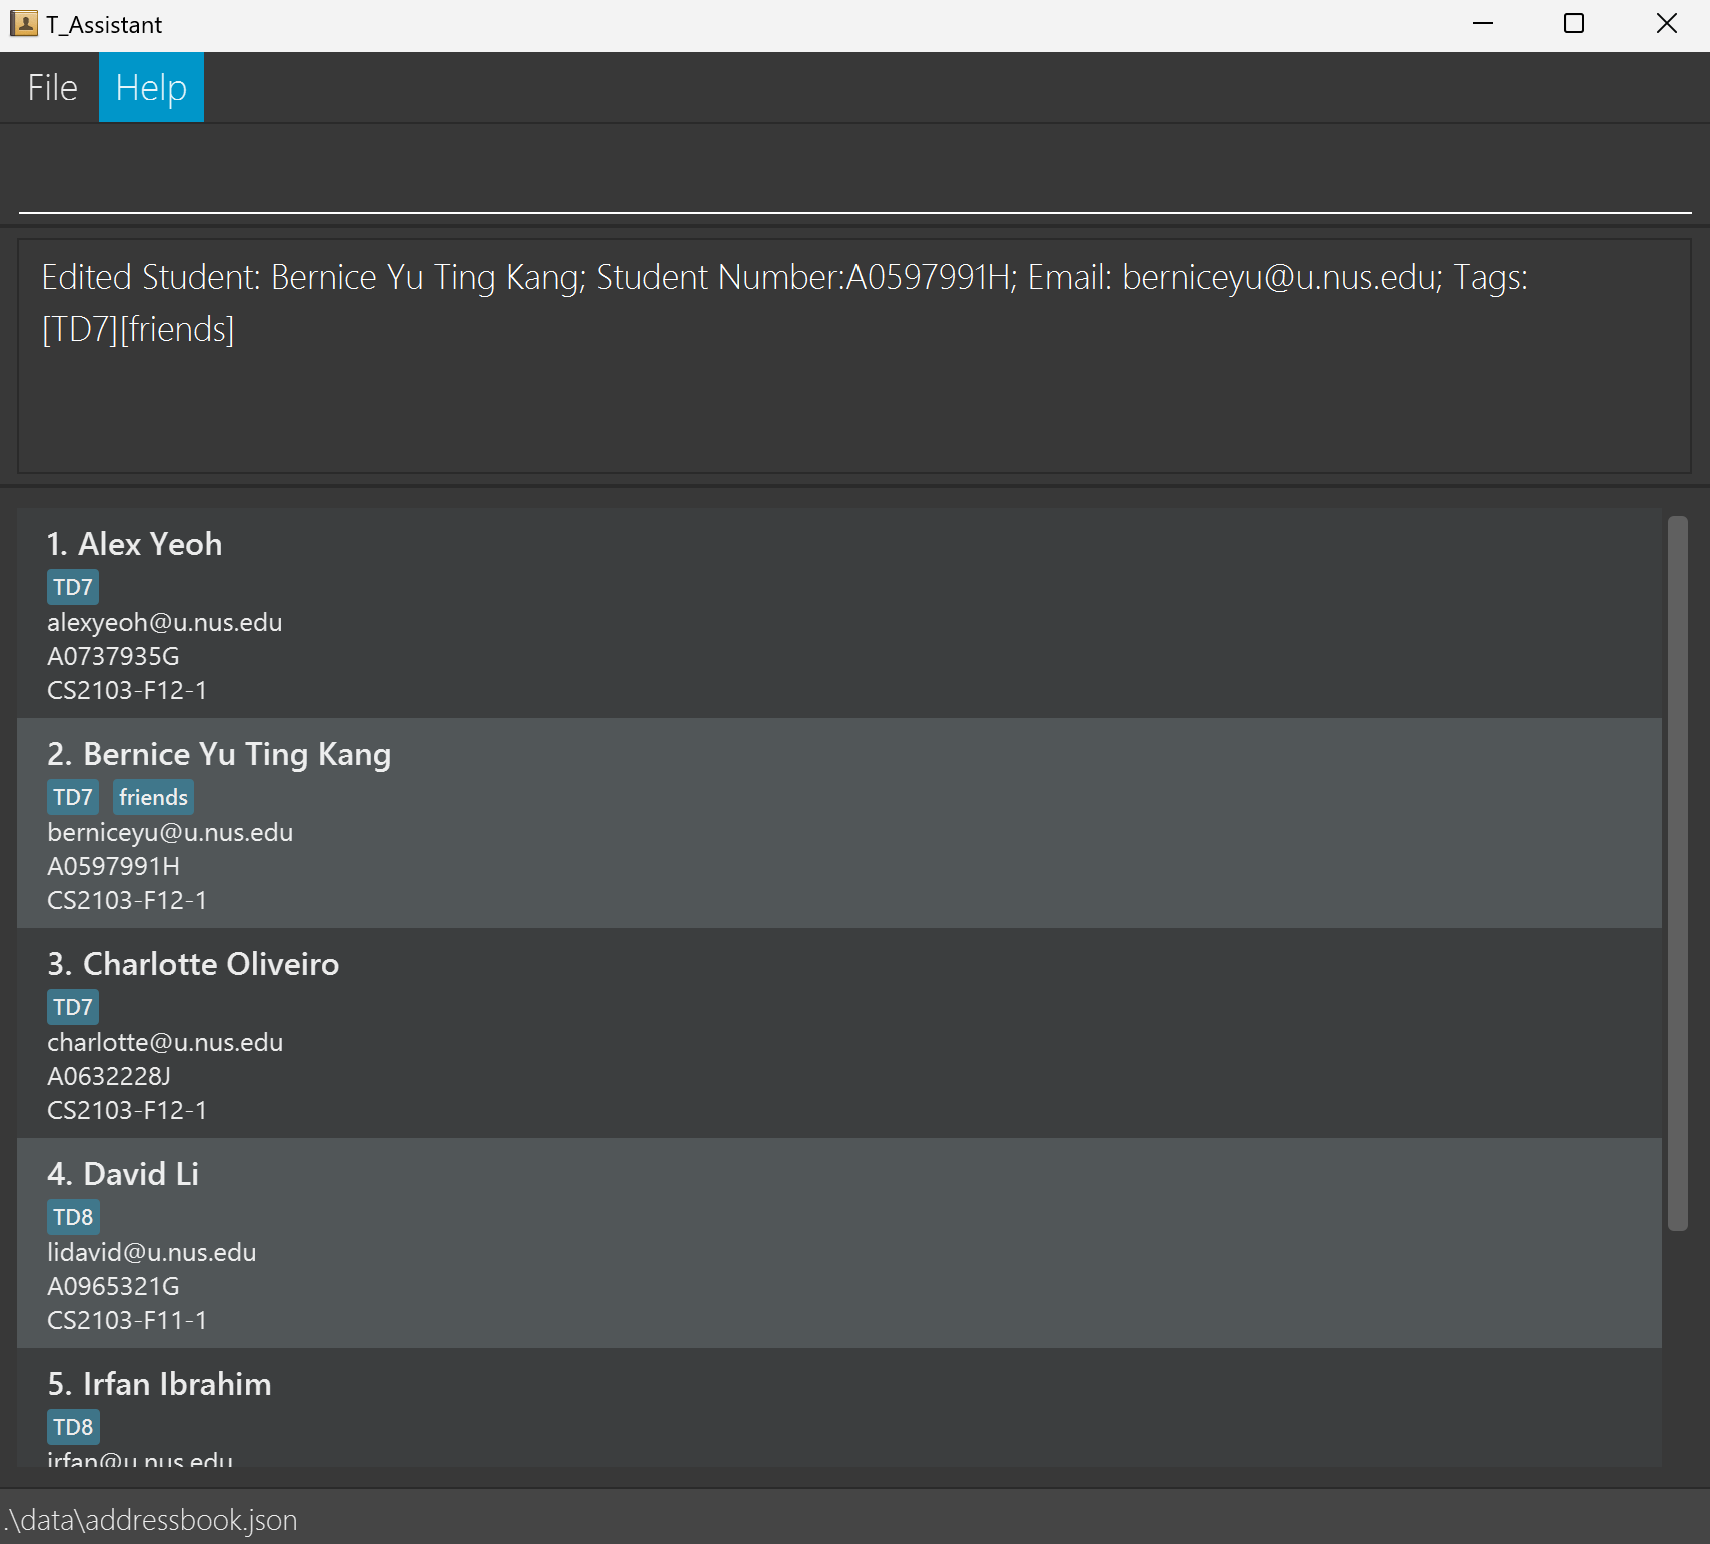 T_Assistant
File Help
Edited Student: Bernice Yu Ting Kang; Student Number:A0597991H; Email: berniceyu@u.nus.edu; Tags:
[TD7][friends]
1. Alex Yeoh
TD7
alexyeoh@u.nus.edu
A0737935G
CS2103-F12-1
2. Bernice Yu Ting Kang
TD7 friends
berniceyu@u.nus.edu
A0597991H
CS2103-F12-1
3. Charlotte Oliveiro
TD7
charlotte@u.nus.edu
A0632228J
CS2103-F12-1
4. David Li
TD8
lidavid@u.nus.edu
A0965321G
CS2103-F11-1
5. Irfan Ibrahim
TD8
irfan@u.nus.edu
.\data\addressbook.json